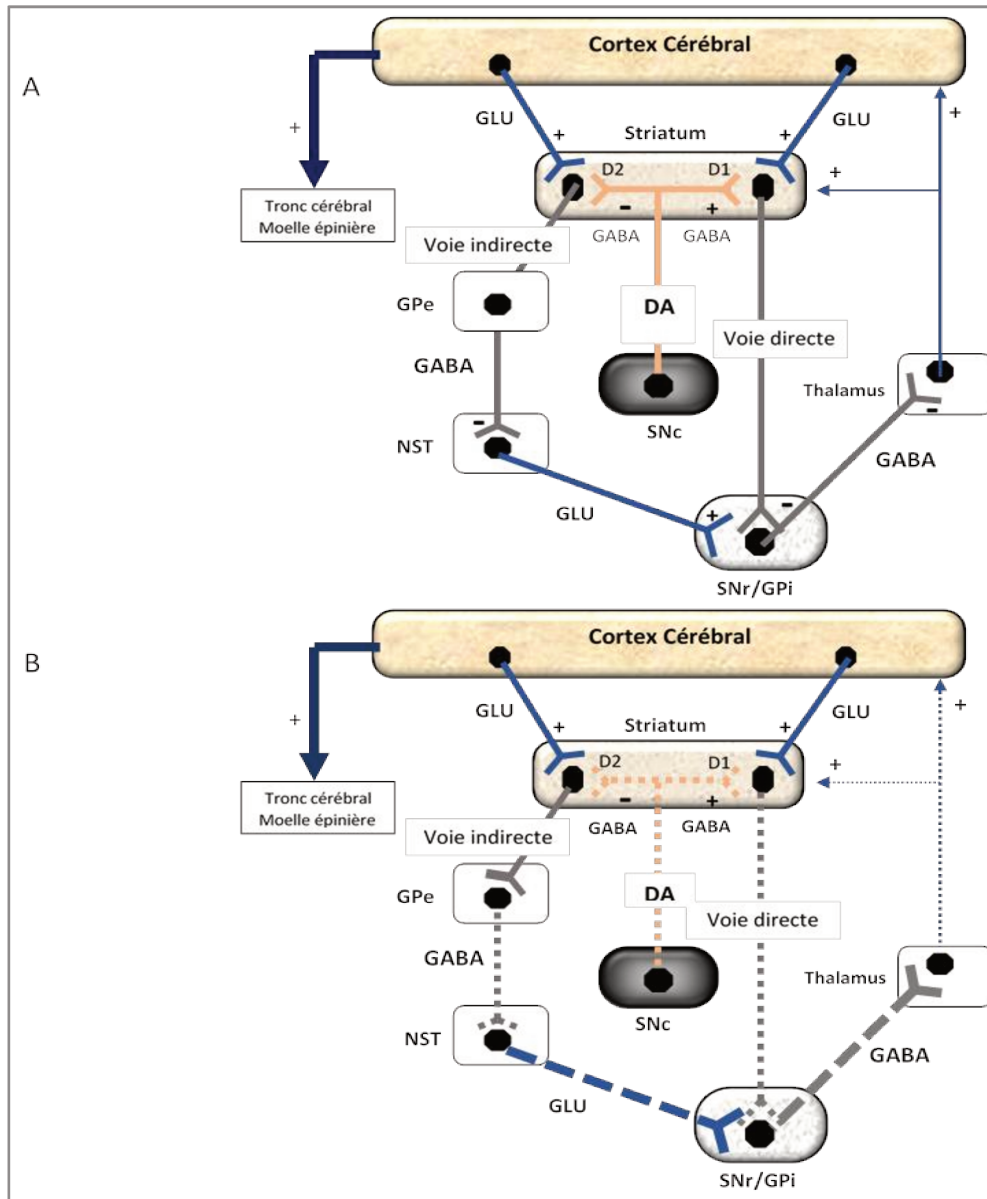 A
Cortex Cérébral
GLU
GLU
+
+
+
+
Striatum
D2
D1
+
-
+
GABA
GABA
Tronc cérébral
Moelle épinière
Voie indirecte
GPe
DA
Voie directe
GABA
Thalamus
-
SNc
-
NST
GABA
GLU
+
-
SNr/GPi
B
Cortex Cérébral
GLU
GLU
+
+
+
+
Striatum
D2
D1
+
-
+
GABA
GABA
Tronc cérébral
Moelle épinière
Voie indirecte
GPe
DA
Voie directe
GABA
Thalamus
SNc
NST
GABA
GLU
SNr/GPi